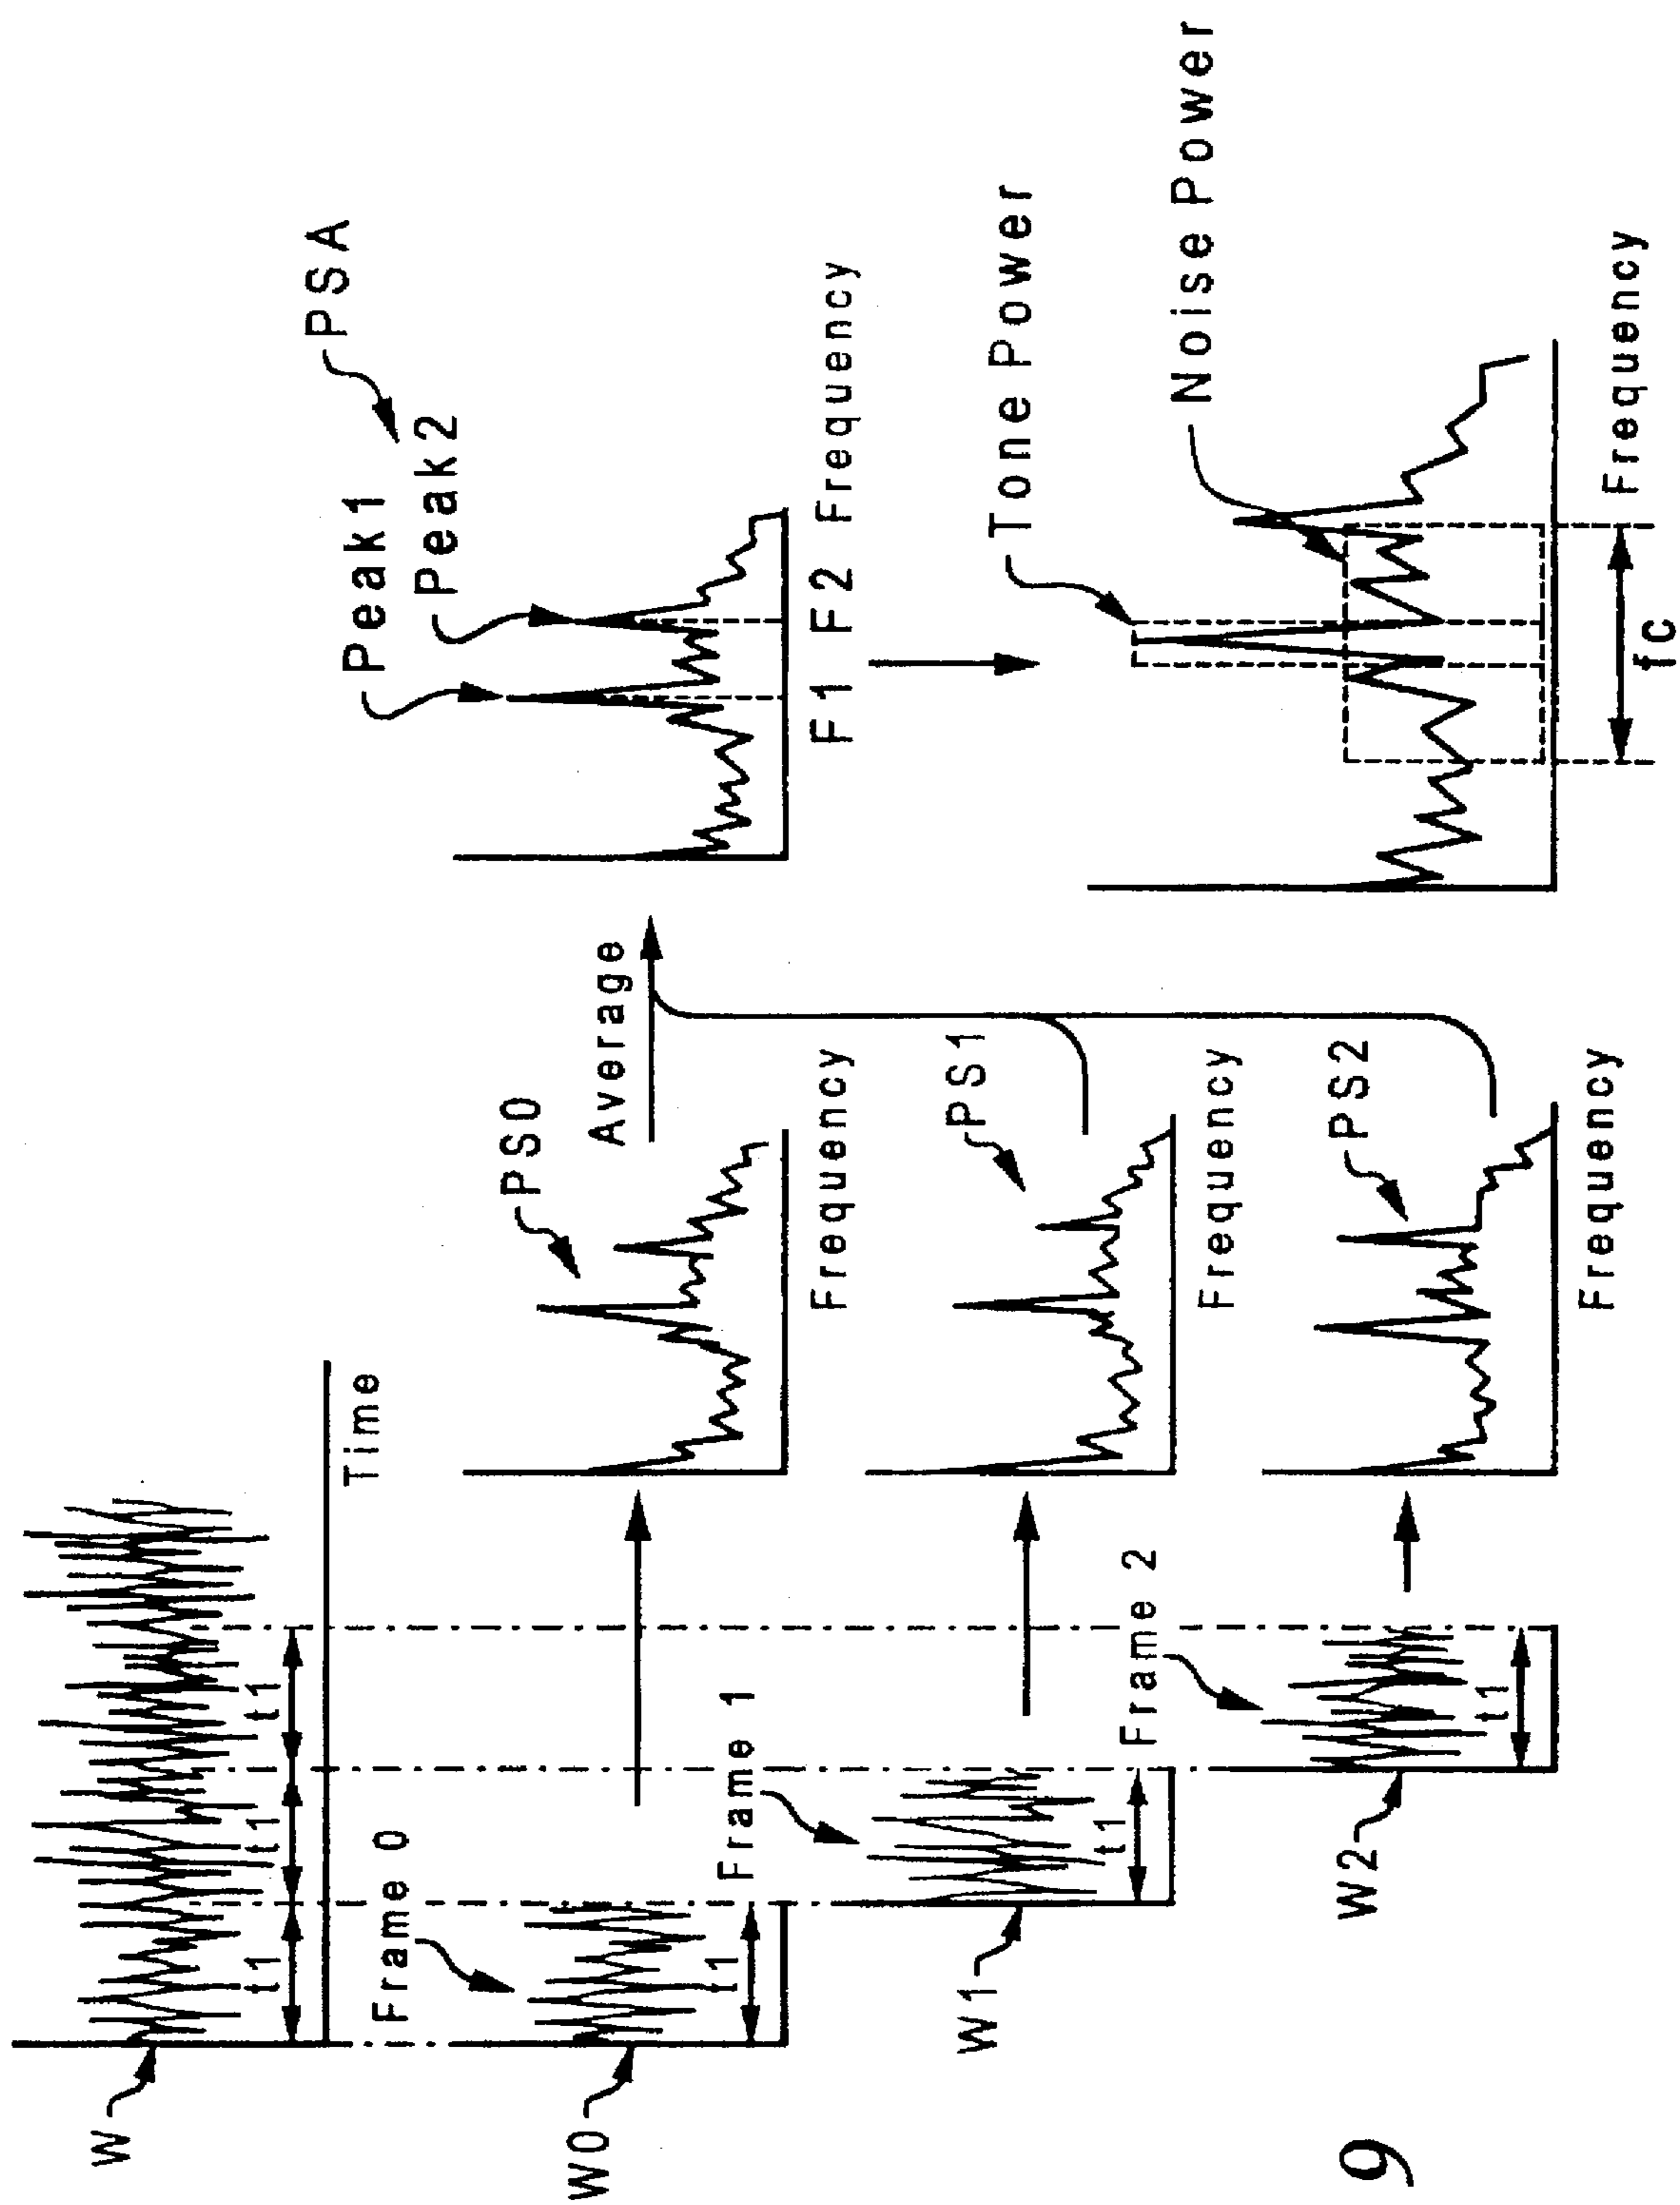 W
t1
t1
t1
Time
Frame 0
W0
t1
PS0
Frequency
Average
PSA
Peak1
Peak2
F1
F2
Frequency
Frame 1
W1
t1
PS1
Frequency
Frame 2
W2
t1
PS2
Frequency
Tone Power
Noise Power
Frequency
fc
9